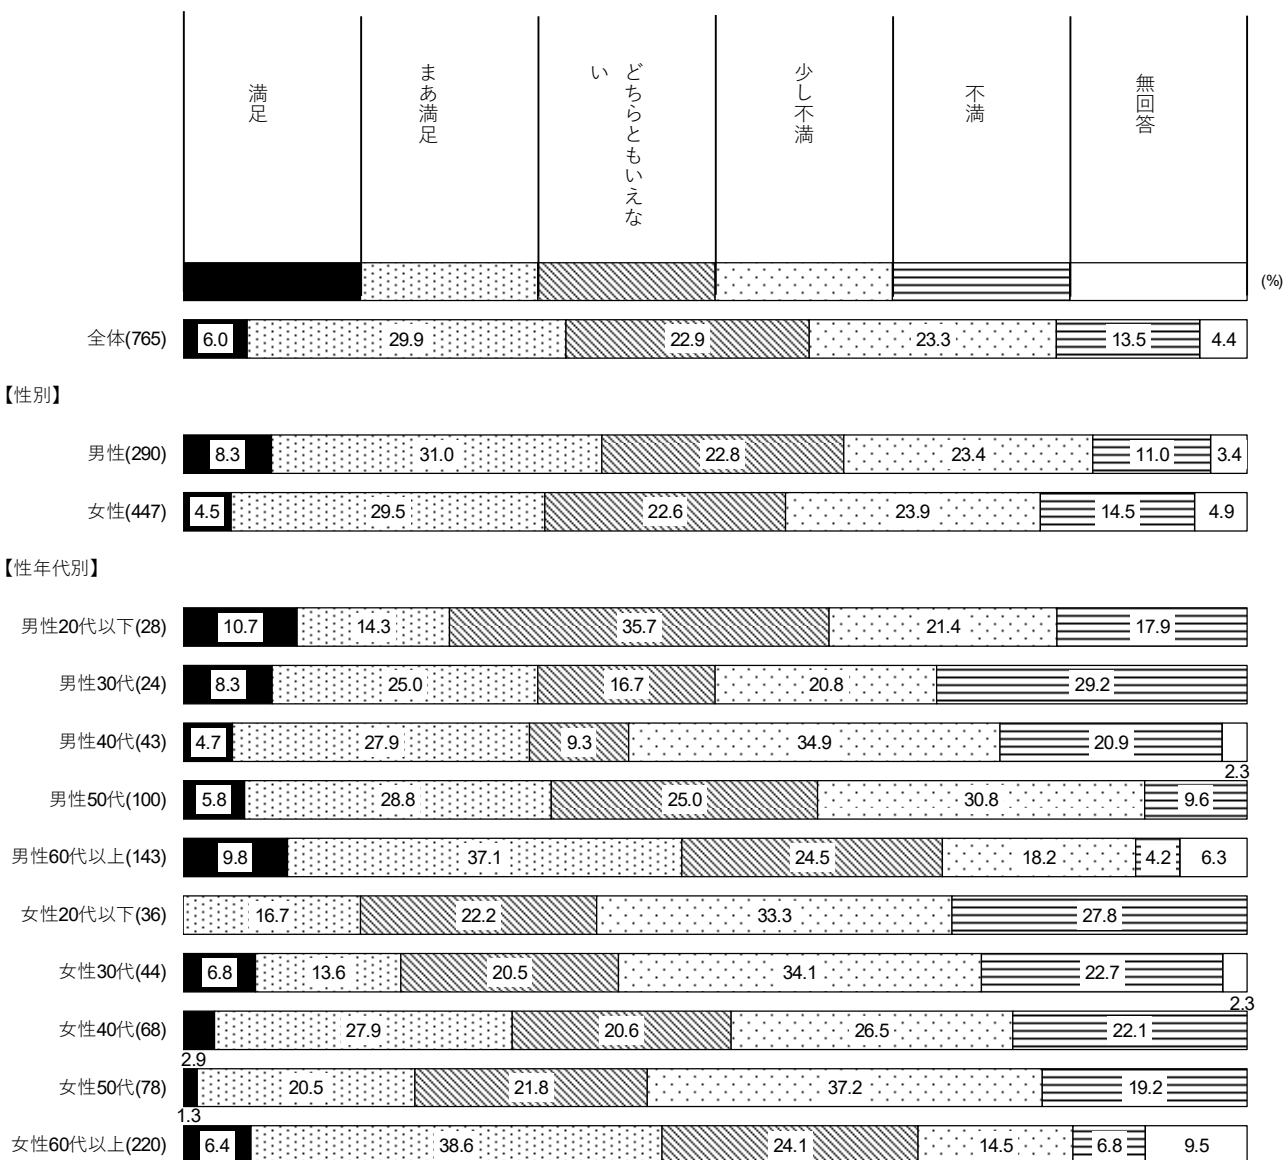 満足
まあ満足
どちらともいえな
い
少し不満
不満
無回答
(%)
全体(765) 6.0 29.9 22.9 23.3 13.5 4.4
【性別】
男性(290) 8.3 31.0 22.8 23.4 11.0 3.4
女性(447) 4.5 29.5 22.6 23.9 14.5 4.9
【性年代別】
男性20代以下(28) 10.7 14.3 35.7 21.4 17.9
男性30代(24) 8.3 25.0 16.7 20.8 29.2
男性40代(43) 4.7 27.9 9.3 34.9 20.9
2.3
男性50代(100) 5.8 28.8 25.0 30.8 9.6
男性60代以上(143) 9.8 37.1 24.5 18.2 4.2 6.3
女性20代以下(36) 16.7 22.2 33.3 27.8
女性30代(44) 6.8 13.6 20.5 34.1 22.7
2.3
女性40代(68) 27.9 20.6 26.5 22.1
2.9
女性50代(78) 20.5 21.8 37.2 19.2
1.3
女性60代以上(220) 6.4 38.6 24.1 14.5 6.8 9.5